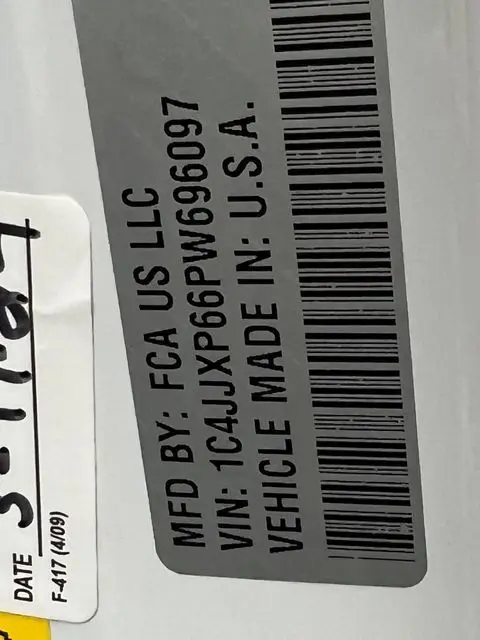 MFD BY: FCA US LLC
VIN: 1C4JJXP66PW696097
VEHICLE MADE IN: U.S.A.
DATE
F-417 (4/09)